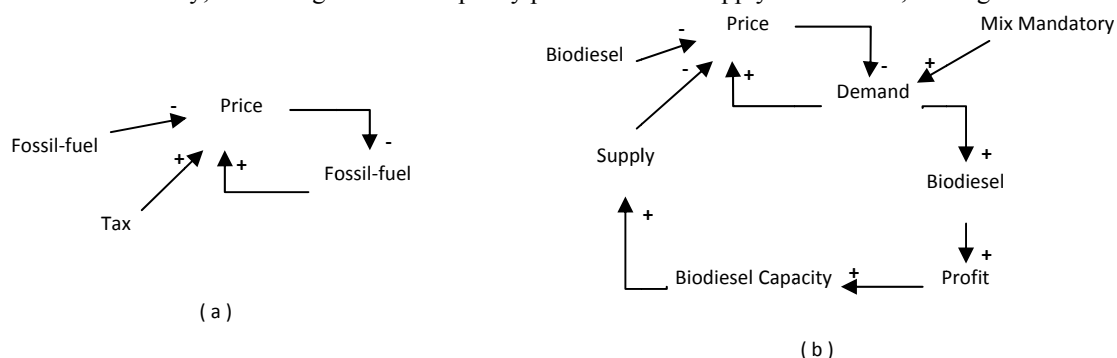 Price
-
Fossil-fuel
+
+
-
Fossil-fuel
Tax
( a )
Biodiesel
-
Price
Mix Mandatory
-
+
-
+
Demand
Supply
+
Biodiesel
+
+
Biodiesel Capacity
+
Profit
( b )